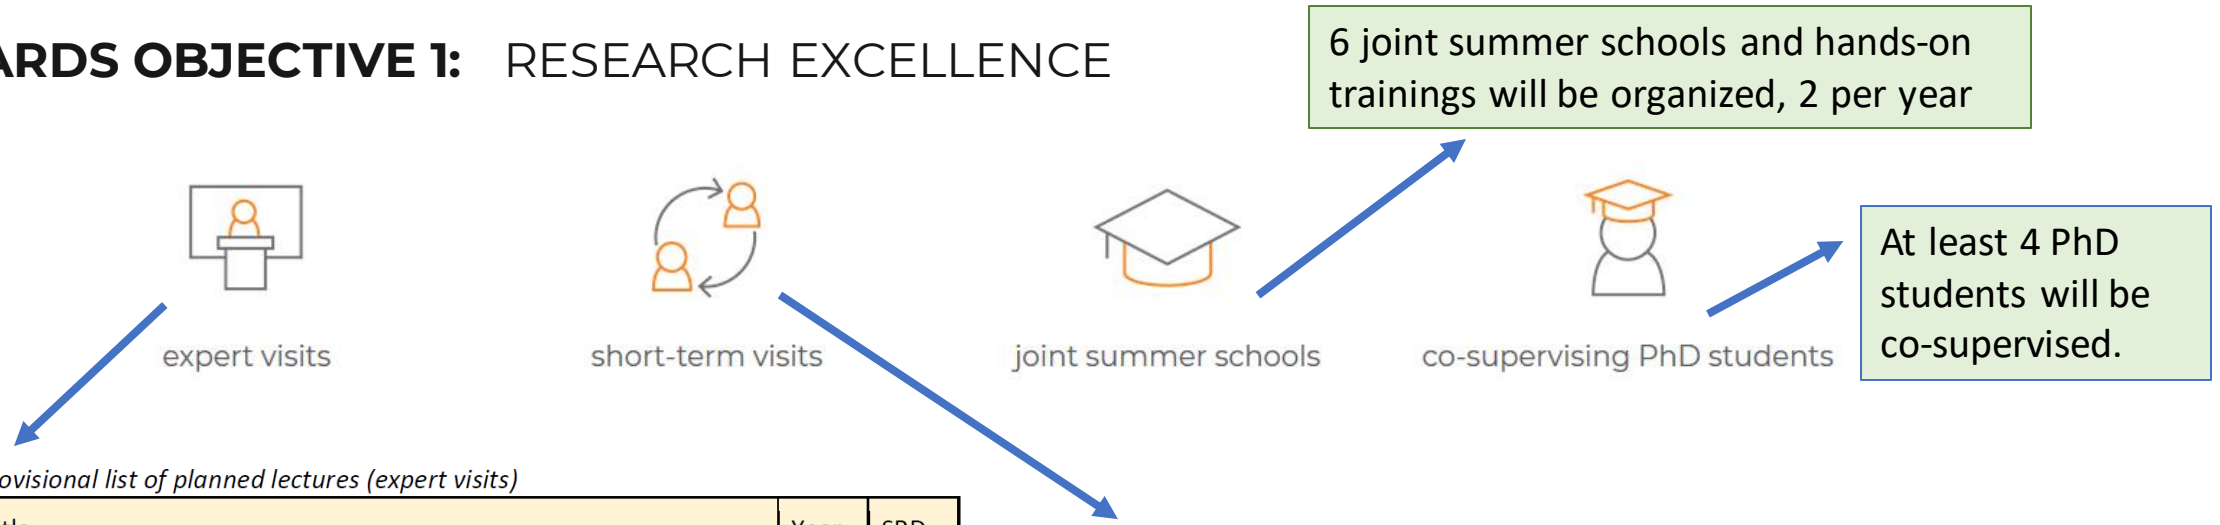 ARDS OBJECTIVE 1: RESEARCH EXCELLENCE
6 joint summer schools and hands-on
trainings will be organized, 2 per year
At least 4 PhD
students will be
co-supervised.
expert visits
short-term visits
joint summer schools
co-supervising PhD students
ovisional list of planned lectures (expert visits)